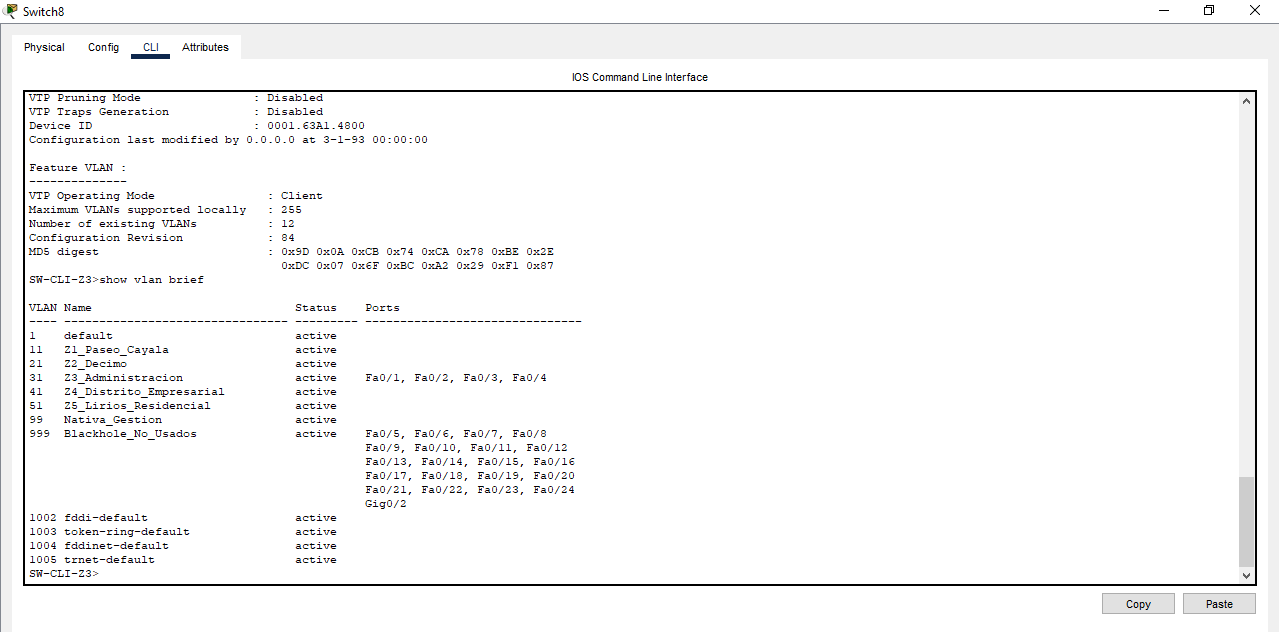 Switch8
Physical Config CLI Attributes
IOS Command Line Interface
VTP Pruning Mode : Disabled
VTP Traps Generation : Disabled
Device ID : 0001.63A1.4800
Configuration last modified by 0.0.0.0 at 3-1-93 00:00:00
Feature VLAN :
--------------
VTP Operating Mode : Client
Maximum VLANs supported locally : 255
Number of existing VLANs : 12
Configuration Revision : 84
MD5 digest : 0x9D 0x0A 0xCB 0x74 0xCA 0x78 0xBE 0x2E
0xDC 0x07 0x6F 0xBC 0xA2 0x29 0xF1 0x87
SW-CLI-Z3>show vlan brief
VLAN Name Status Ports
---- -------------------------------- --------- -------------------------------
1 default active
11 Z1_Paseo_Cayala active
21 Z2_Decimo active
31 Z3_Administracion active Fa0/1, Fa0/2, Fa0/3, Fa0/4
41 Z4_Distrito_Empresarial active
51 Z5_Lirios_Residencial active
99 Nativa_Gestion active
999 Blackhole_No_Usados active Fa0/5, Fa0/6, Fa0/7, Fa0/8
Fa0/9, Fa0/10, Fa0/11, Fa0/12
Fa0/13, Fa0/14, Fa0/15, Fa0/16
Fa0/17, Fa0/18, Fa0/19, Fa0/20
Fa0/21, Fa0/22, Fa0/23, Fa0/24
Gig0/2
1002 fddi-default active
1003 token-ring-default active
1004 fddinet-default active
1005 trnet-default active
SW-CLI-Z3>
Copy Paste